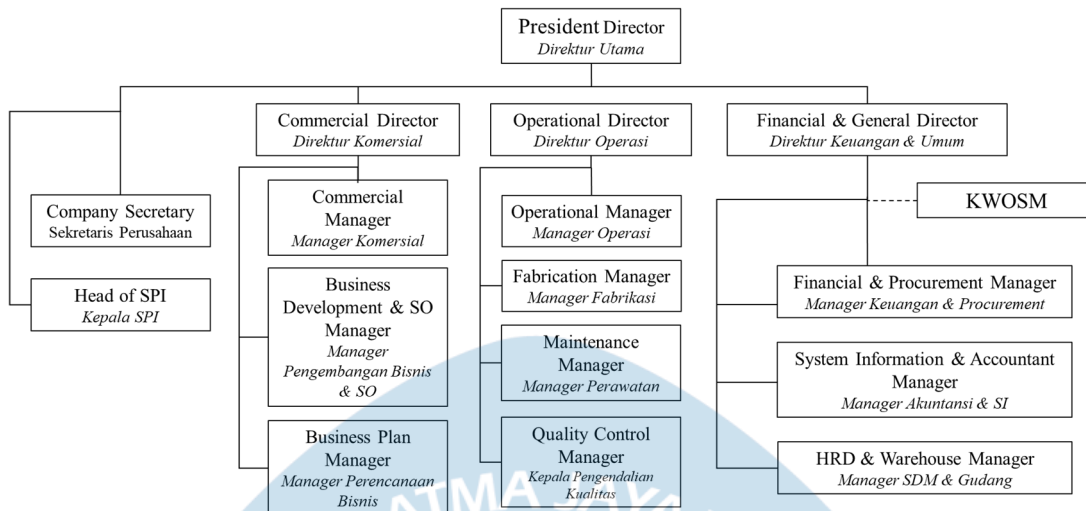 President Director
Direktur Utama
Commercial Director
Direktur Komersial
Operational Director
Direktur Operasi
Financial & General Director
Direktur Keuangan & Umum
Company Secretary
Sekretaris Perusahaan
Head of SPI
Kepala SPI
Commercial
Manager
Manager Komersial
Business
Development & SO
Manager
Manager
Pengembangan Bisnis
& SO
Business Plan
Manager
Manager Perencanaan
Bisnis
Operational Manager
Manager Operasi
Fabrication Manager
Manager Fabrikasi
Maintenance
Manager
Manager Perawatan
Quality Control
Manager
Kepala Pengendalian
Kualitas
KWOSM
Financial & Procurement Manager
Manager Keuangan & Procurement
System Information & Accountant
Manager
Manager Akuntansi & SI
HRD & Warehouse Manager
Manager SDM & Gudang
ATMA JAYA